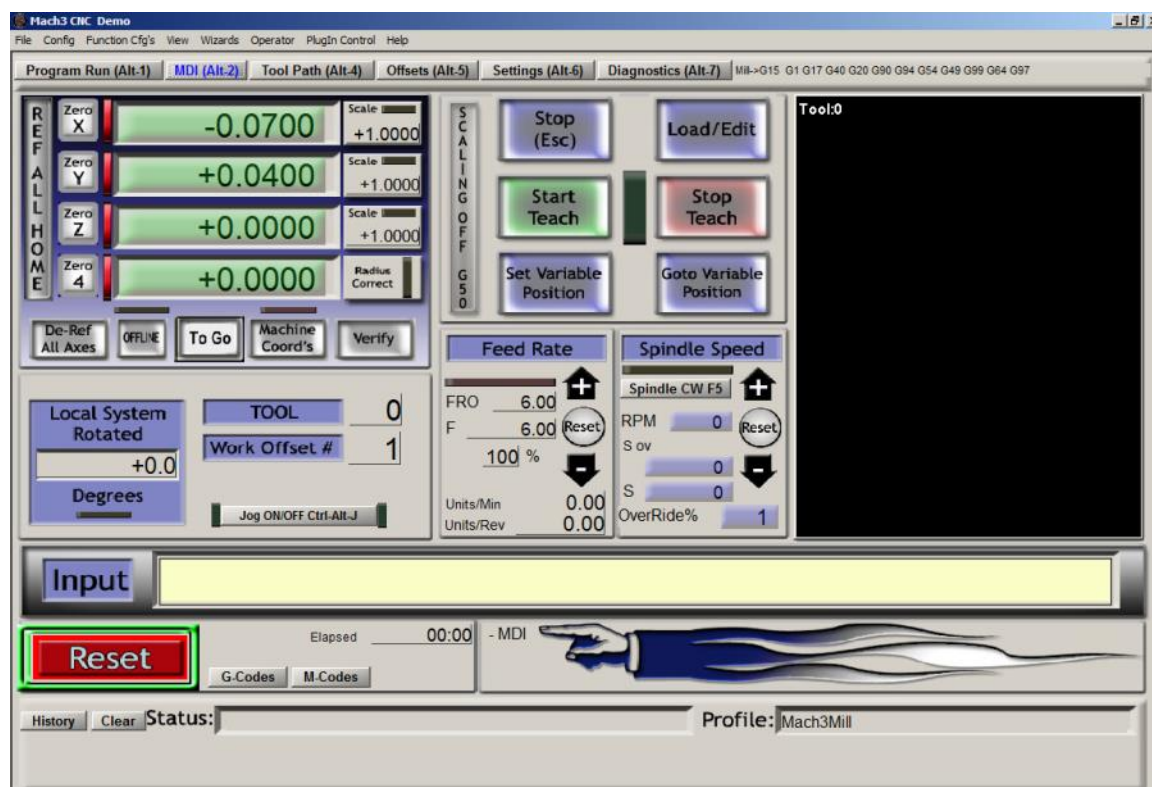 Mach3 CNC Demo
File Config Function Cfg's View Wizards Operator PlugIn Control Help
Program Run (Alt-1) MDI (Alt-2) Tool Path (Alt-4) Offsets (Alt-5) Settings (Alt-6) Diagnostics (Alt-7) Mill->G15 G1 G17 G40 G20 G90 G94 G54 G49 G99 G64 G97
REF ALL HOME
Zero X -0.0700 Scale +1.0000
Zero Y +0.0400 Scale +1.0000
Zero Z +0.0000 Scale +1.0000
Zero 4 +0.0000 Radius Correct
De-Ref All Axes OFFLINE To Go Machine Coord's Verify
SCALING OFF G50
Stop (Esc) Load/Edit
Start Teach Stop Teach
Set Variable Position Goto Variable Position
Tool:0
Local System Rotated
+0.0
Degrees
TOOL 0
Work Offset # 1
Jog ON/OFF Ctrl-Alt-J
Feed Rate
FRO 6.00
F 6.00 Reset
100 %
+
-
Units/Min 0.00
Units/Rev 0.00
Spindle Speed
Spindle CW F5 +
RPM 0 Reset
S ov
0 -
S 0
OverRide% 1
Input
Reset
Elapsed 00:00
G-Codes M-Codes
- MDI
History Clear Status: Profile: Mach3Mill